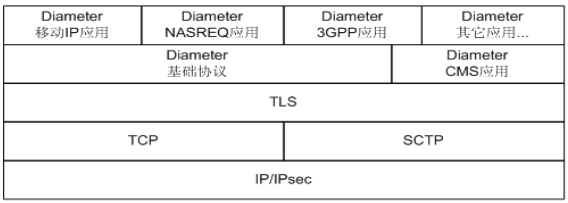 Diameter
移动IP应用
Diameter
NASREQ应用
Diameter
3GPP应用
Diameter
其它应用...
Diameter
基础协议
Diameter
CMS应用
TLS
TCP
SCTP
IP/IPsec